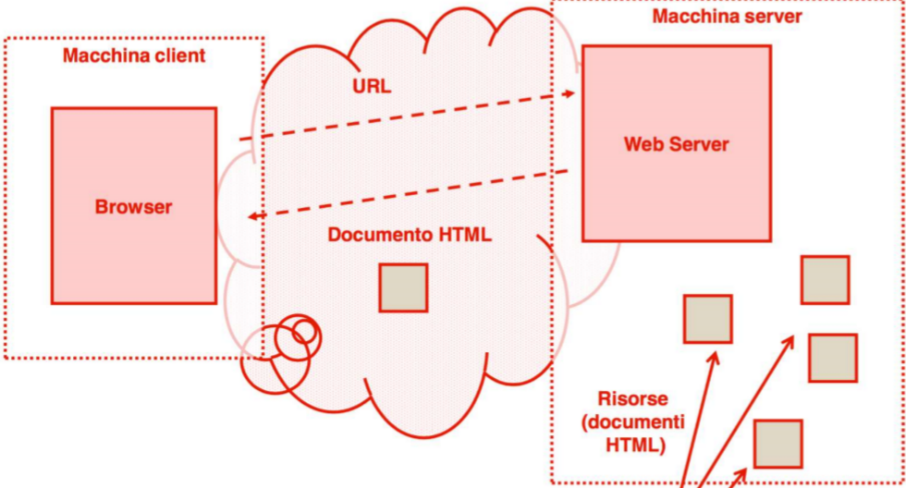 Macchina server
Macchina client
URL
Web Server
Browser
Documento HTML
Risorse
(documenti
HTML)